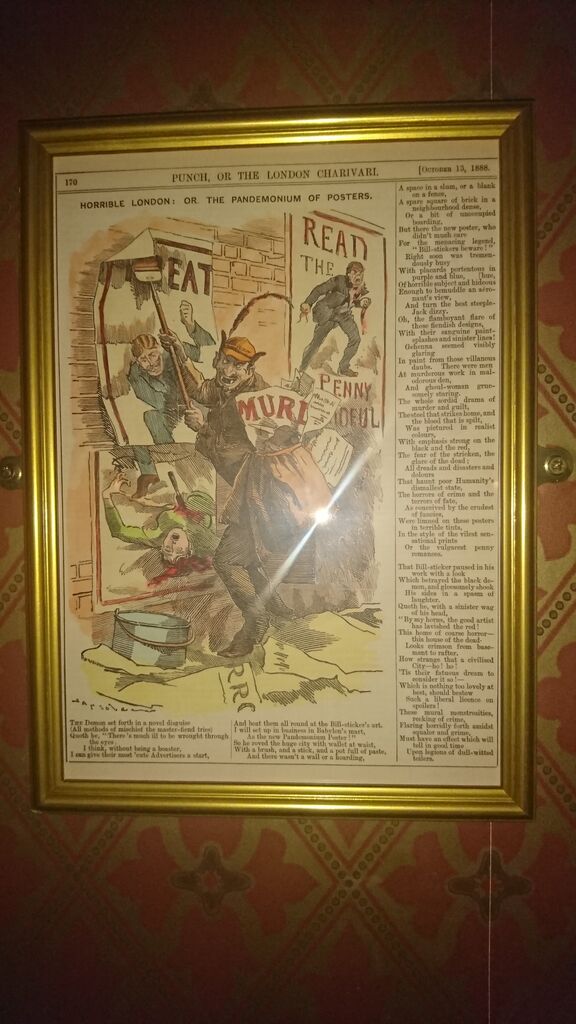 170
PUNCH, OR THE LONDON CHARIVARI.
[October 13, 1888.
HORRIBLE LONDON: OR, THE PANDEMONIUM OF POSTERS.
EAT
READ
THE
PENNY
MURD
The Demon set forth in a novel disguise
(All methods of mischief the master-fiend tries)
Quoth he, "There's much ill to be wrought through
the eyes.
I think, without being a boaster,
I can give their most 'cute Advertisers a start,
And beat them all round at the Bill-sticker's art.
I will set up in business in Babylon's mart,
As the new Pandemonium Poster!"
So he roved the huge city with wallet at waist,
With a brush, and a stick, and a pot full of paste,
And there wasn't a wall or a hoarding,
A space in a slum, or a blank
on a fence,
A spare square of brick in a
neighbourhood dense,
Or a bit of unoccupied
boarding,
But there the new poster, who
didn't much care
For the menacing legend,
"Bill-stickers beware!"
Right soon was tremen-
dously busy
With placards portentous in
purple and blue, [hue,
Of horrible subject and hideous
Enough to bemuddle an aëro-
naut's view,
And turn the best steeple-
Jack dizzy.
Oh, the flamboyant flare of
those fiendish designs,
With their sanguine paint-
splashes and sinister lines!
Gehenna seemed visibly
glaring
In paint from those villanous
daubs. There were men
At murderous work in mal-
odorous den,
And ghoul-woman grue-
somely staring.
The whole sordid drama of
murder and guilt,
The steel that strikes home, and
the blood that is spilt,
Was pictured in realist
colours,
With emphasis strong on the
black and the red,
The fear of the stricken, the
glare of the dead;
All dreads and disasters and
dolours
That haunt poor Humanity's
dismallest state,
The horrors of crime and the
terrors of fate,
As conceived by the crudest
of fancies,
Were limned on these posters
in terrible tints,
In the style of the vilest sen-
sational prints
Or the vulgarest penny
romances.
That Bill-sticker paused in his
work with a look
Which betrayed the black de-
mon, and gleesomely shook
His sides in a spasm of
laughter.
Quoth he, with a sinister wag
of his head,
"By my horns, the good artist
has lavished the red!
This home of coarse horror—
this house of the dead—
Looks crimson from base-
ment to rafter.
How strange that a civilised
City—ho! ho!
'Tis their fatuous dream to
consider it so!—
Which is nothing too lovely at
best, should bestow
Such a liberal licence on
spoilers!
These mural monstrosities,
reeking of crime,
Flaring horridly forth amidst
squalor and grime,
Must have an effect which will
tell in good time
Upon legions of dull-witted
toilers.